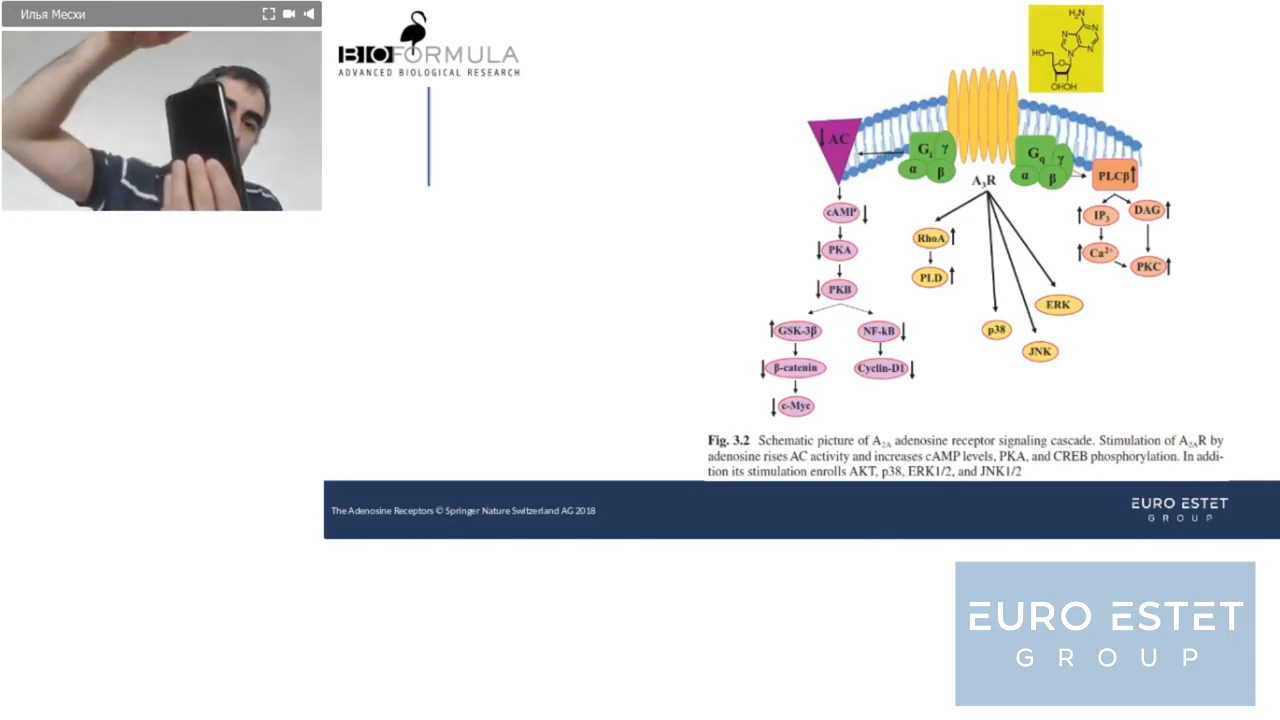 Илья Месхи
BIOFORMULA
ADVANCED BIOLOGICAL RESEARCH
H₂N
N
N
N
N
HO
O
OHOH
AC
Gi γ
α β
Gq γ
α β
A3R
PLCβ
cAMP
IP3
DAG
RhoA
PKA
Ca2+
PKC
PLD
PKB
ERK
GSK-3β
NF-kB
p38
JNK
β-catenin
Cyclin-D1
c-Myc
Fig. 3.2 Schematic picture of A2A adenosine receptor signaling cascade. Stimulation of A2AR by
adenosine rises AC activity and increases cAMP levels, PKA, and CREB phosphorylation. In addi-
tion its stimulation enrolls AKT, p38, ERK1/2, and JNK1/2
The Adenosine Receptors © Springer Nature Switzerland AG 2018
EURO ESTET
GROUP
EURO ESTET
GROUP